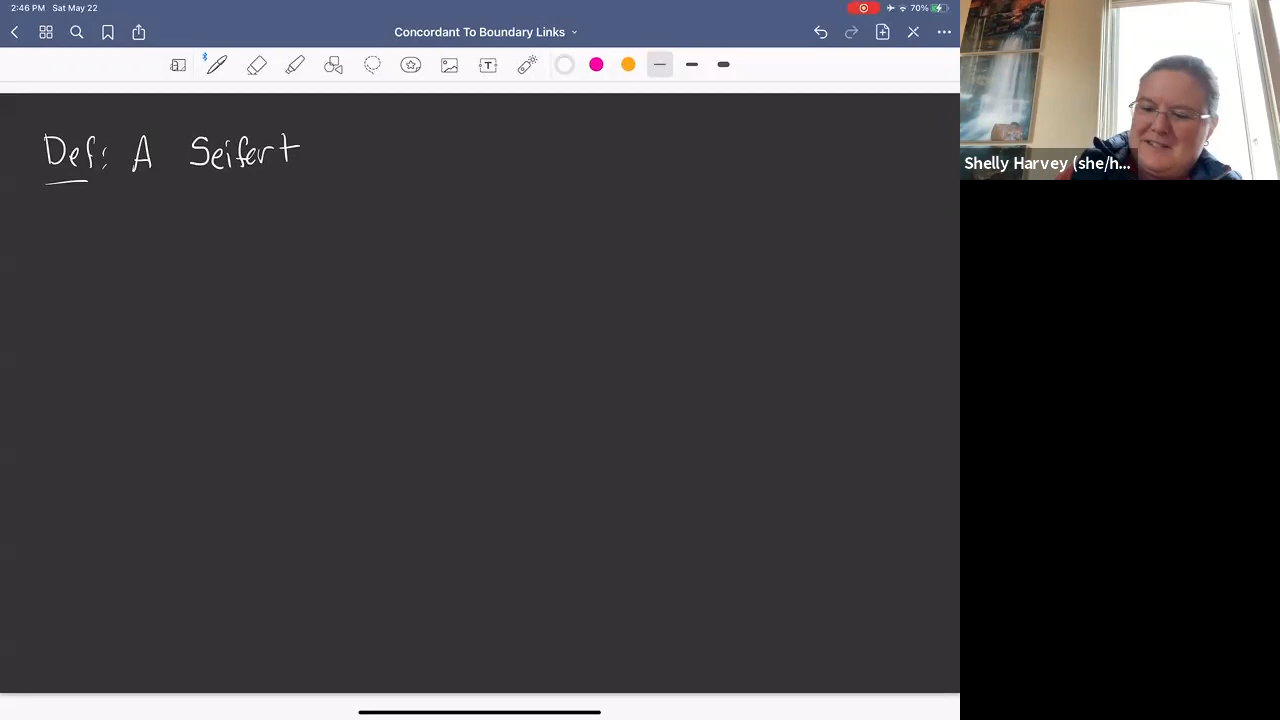 2:46 PM Sat May 22
70%
Concordant To Boundary Links
T
Def: A Seifert
Shelly Harvey (she/h...